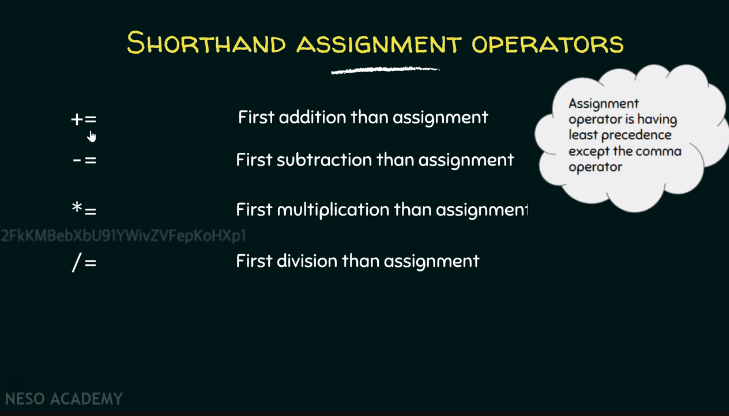 SHORTHAND ASSIGNMENT OPERATORS
+= First addition than assignment
-= First subtraction than assignment
*= First multiplication than assignment
/= First division than assignment
Assignment
operator is having
least precedence
except the comma
operator
2FkKMBebXbU91YWivZVFepKoHXp1
NESO ACADEMY